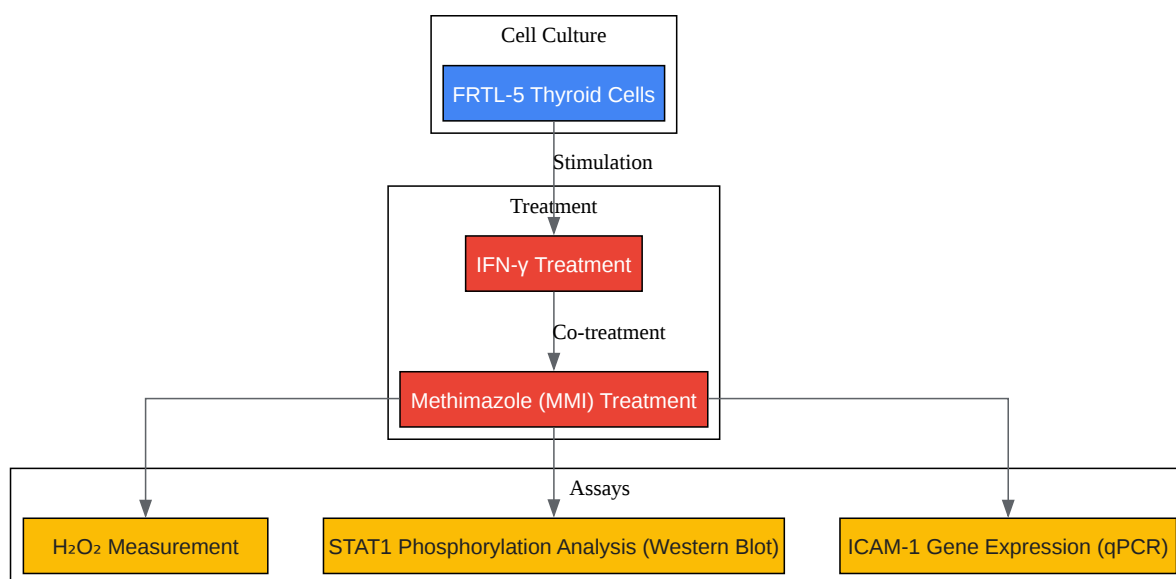 Cell Culture
FRTL-5 Thyroid Cells
Stimulation
Treatment
IFN-γ Treatment
Co-treatment
Methimazole (MMI) Treatment
Assays
H₂O₂ Measurement
STAT1 Phosphorylation Analysis (Western Blot)
ICAM-1 Gene Expression (qPCR)